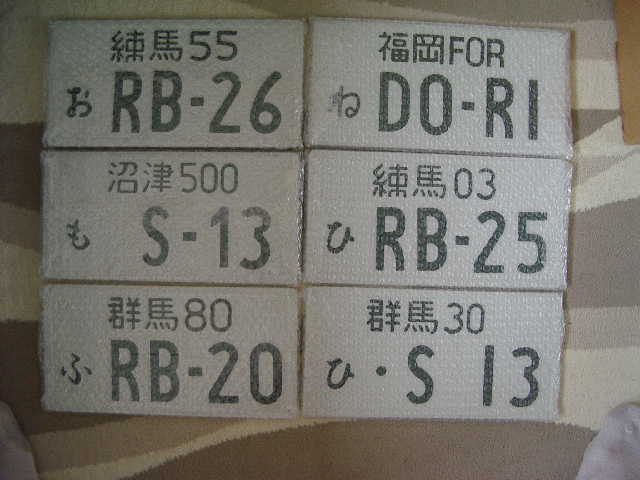 練馬55
お RB-26
福岡FOR
ね DO-RI
沼津500
も S-13
練馬03
ひ RB-25
群馬80
ふ RB-20
群馬30
ひ ・S 13